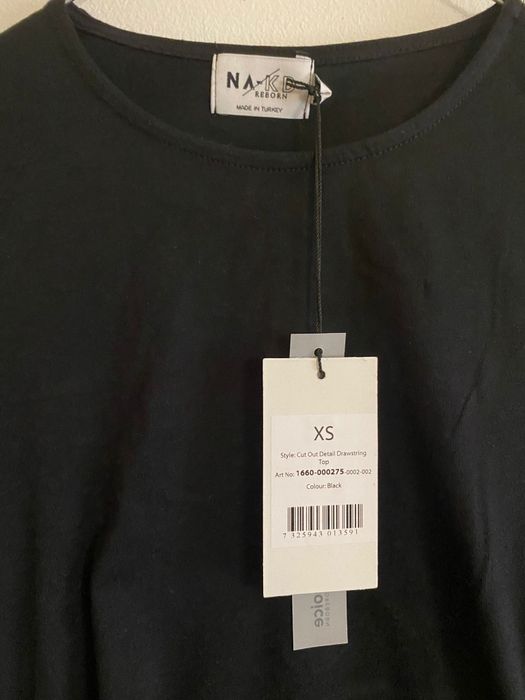 NA-KD
REBORN
MADE IN TURKEY
XS
Style: Cut Out Detail Drawstring
Top
Art No: 1660-000275-0002-002
Colour: Black
7 325943 013591